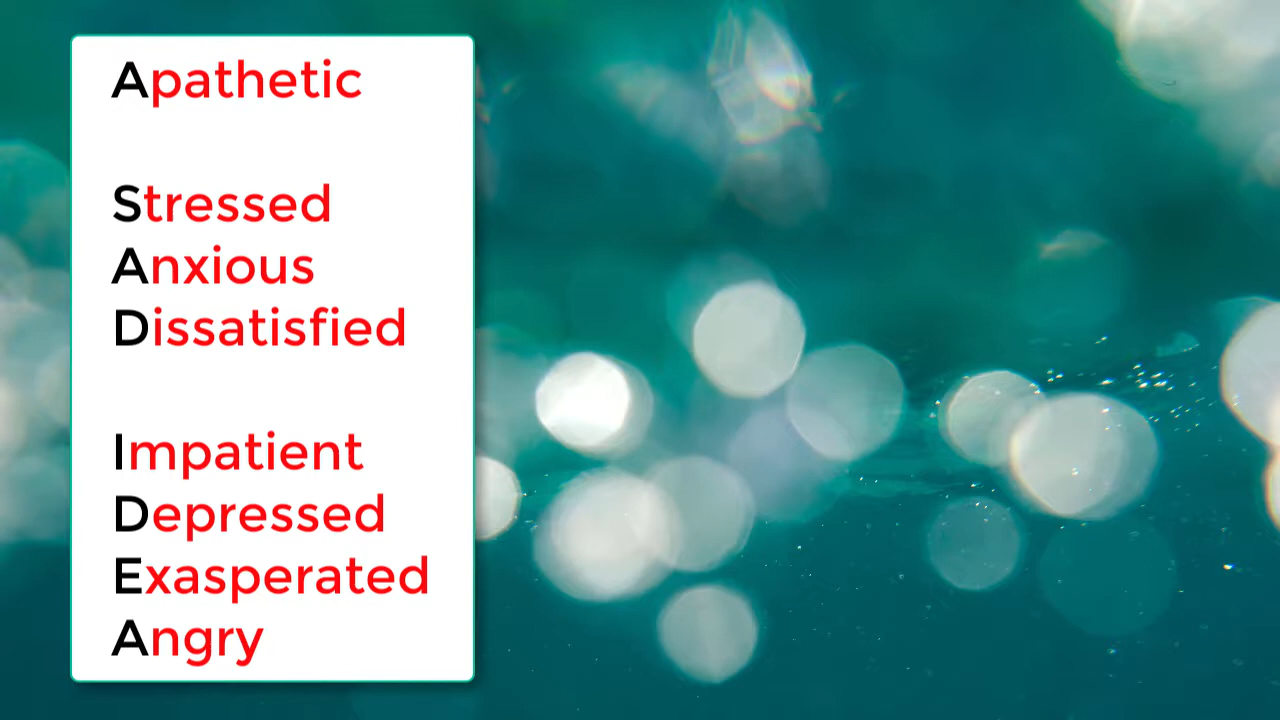 Apathetic
Stressed
Anxious
Dissatisfied
Impatient
Depressed
Exasperated
Angry